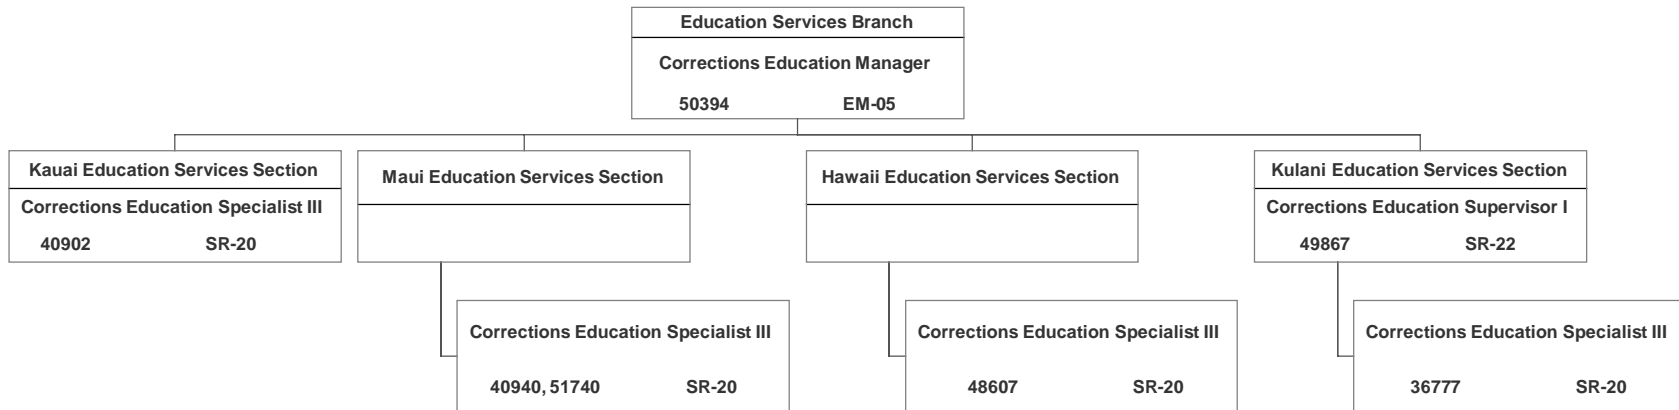 Education Services Branch
Corrections Education Manager
50394 EM-05
Kauai Education Services Section
Corrections Education Specialist III
40902 SR-20
Maui Education Services Section
Hawaii Education Services Section
Kulani Education Services Section
Corrections Education Supervisor I
49867 SR-22
Corrections Education Specialist III
40940, 51740 SR-20
Corrections Education Specialist III
48607 SR-20
Corrections Education Specialist III
36777 SR-20